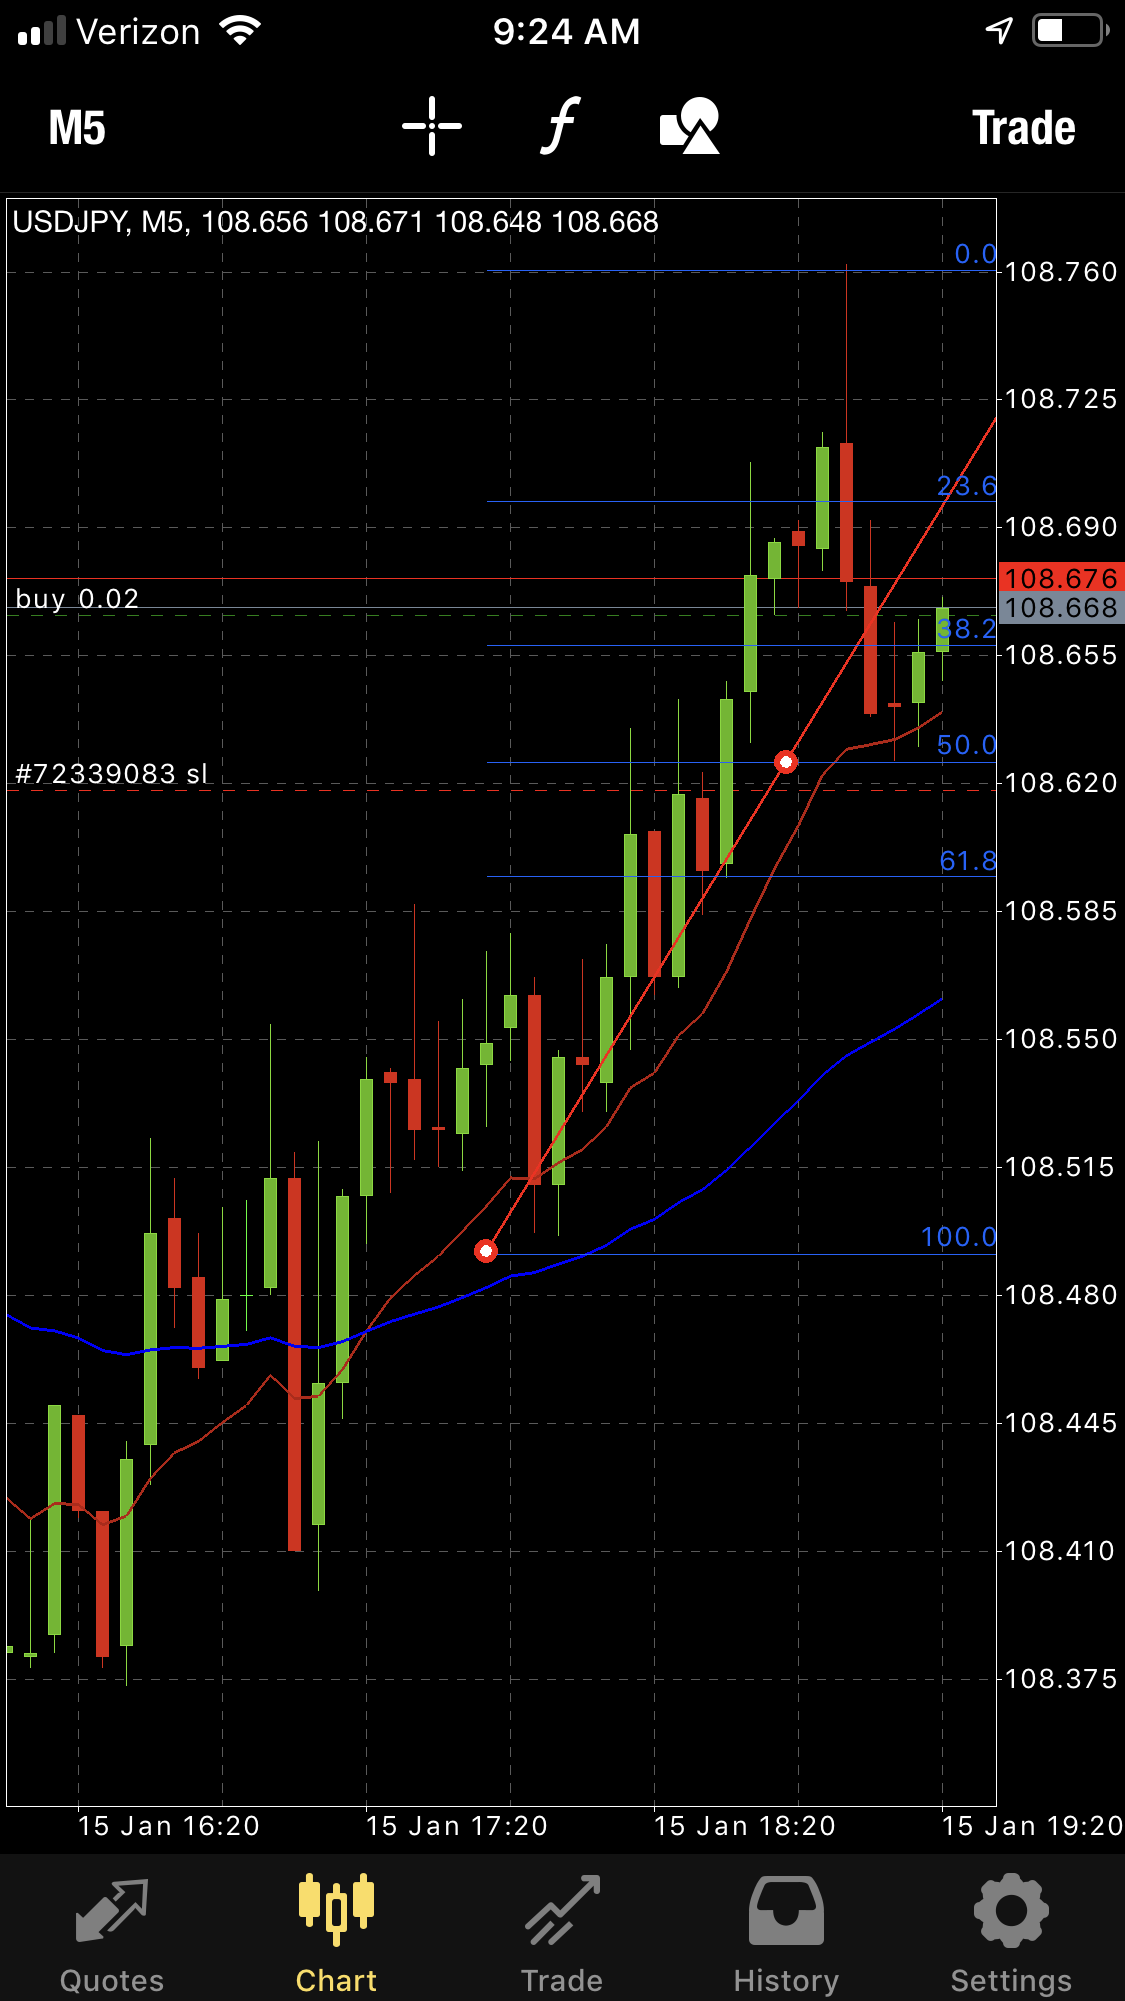 Verizon 9:24 AM
M5 f Trade
USDJPY, M5, 108.656 108.671 108.648 108.668
0.0
108.760
108.725
23.6
108.690
108.676
buy 0.02
108.668
38.2
108.655
50.0
#72339083 sl
108.620
61.8
108.585
108.550
108.515
100.0
108.480
108.445
108.410
108.375
15 Jan 16:20 15 Jan 17:20 15 Jan 18:20 15 Jan 19:20
Quotes Chart Trade History Settings